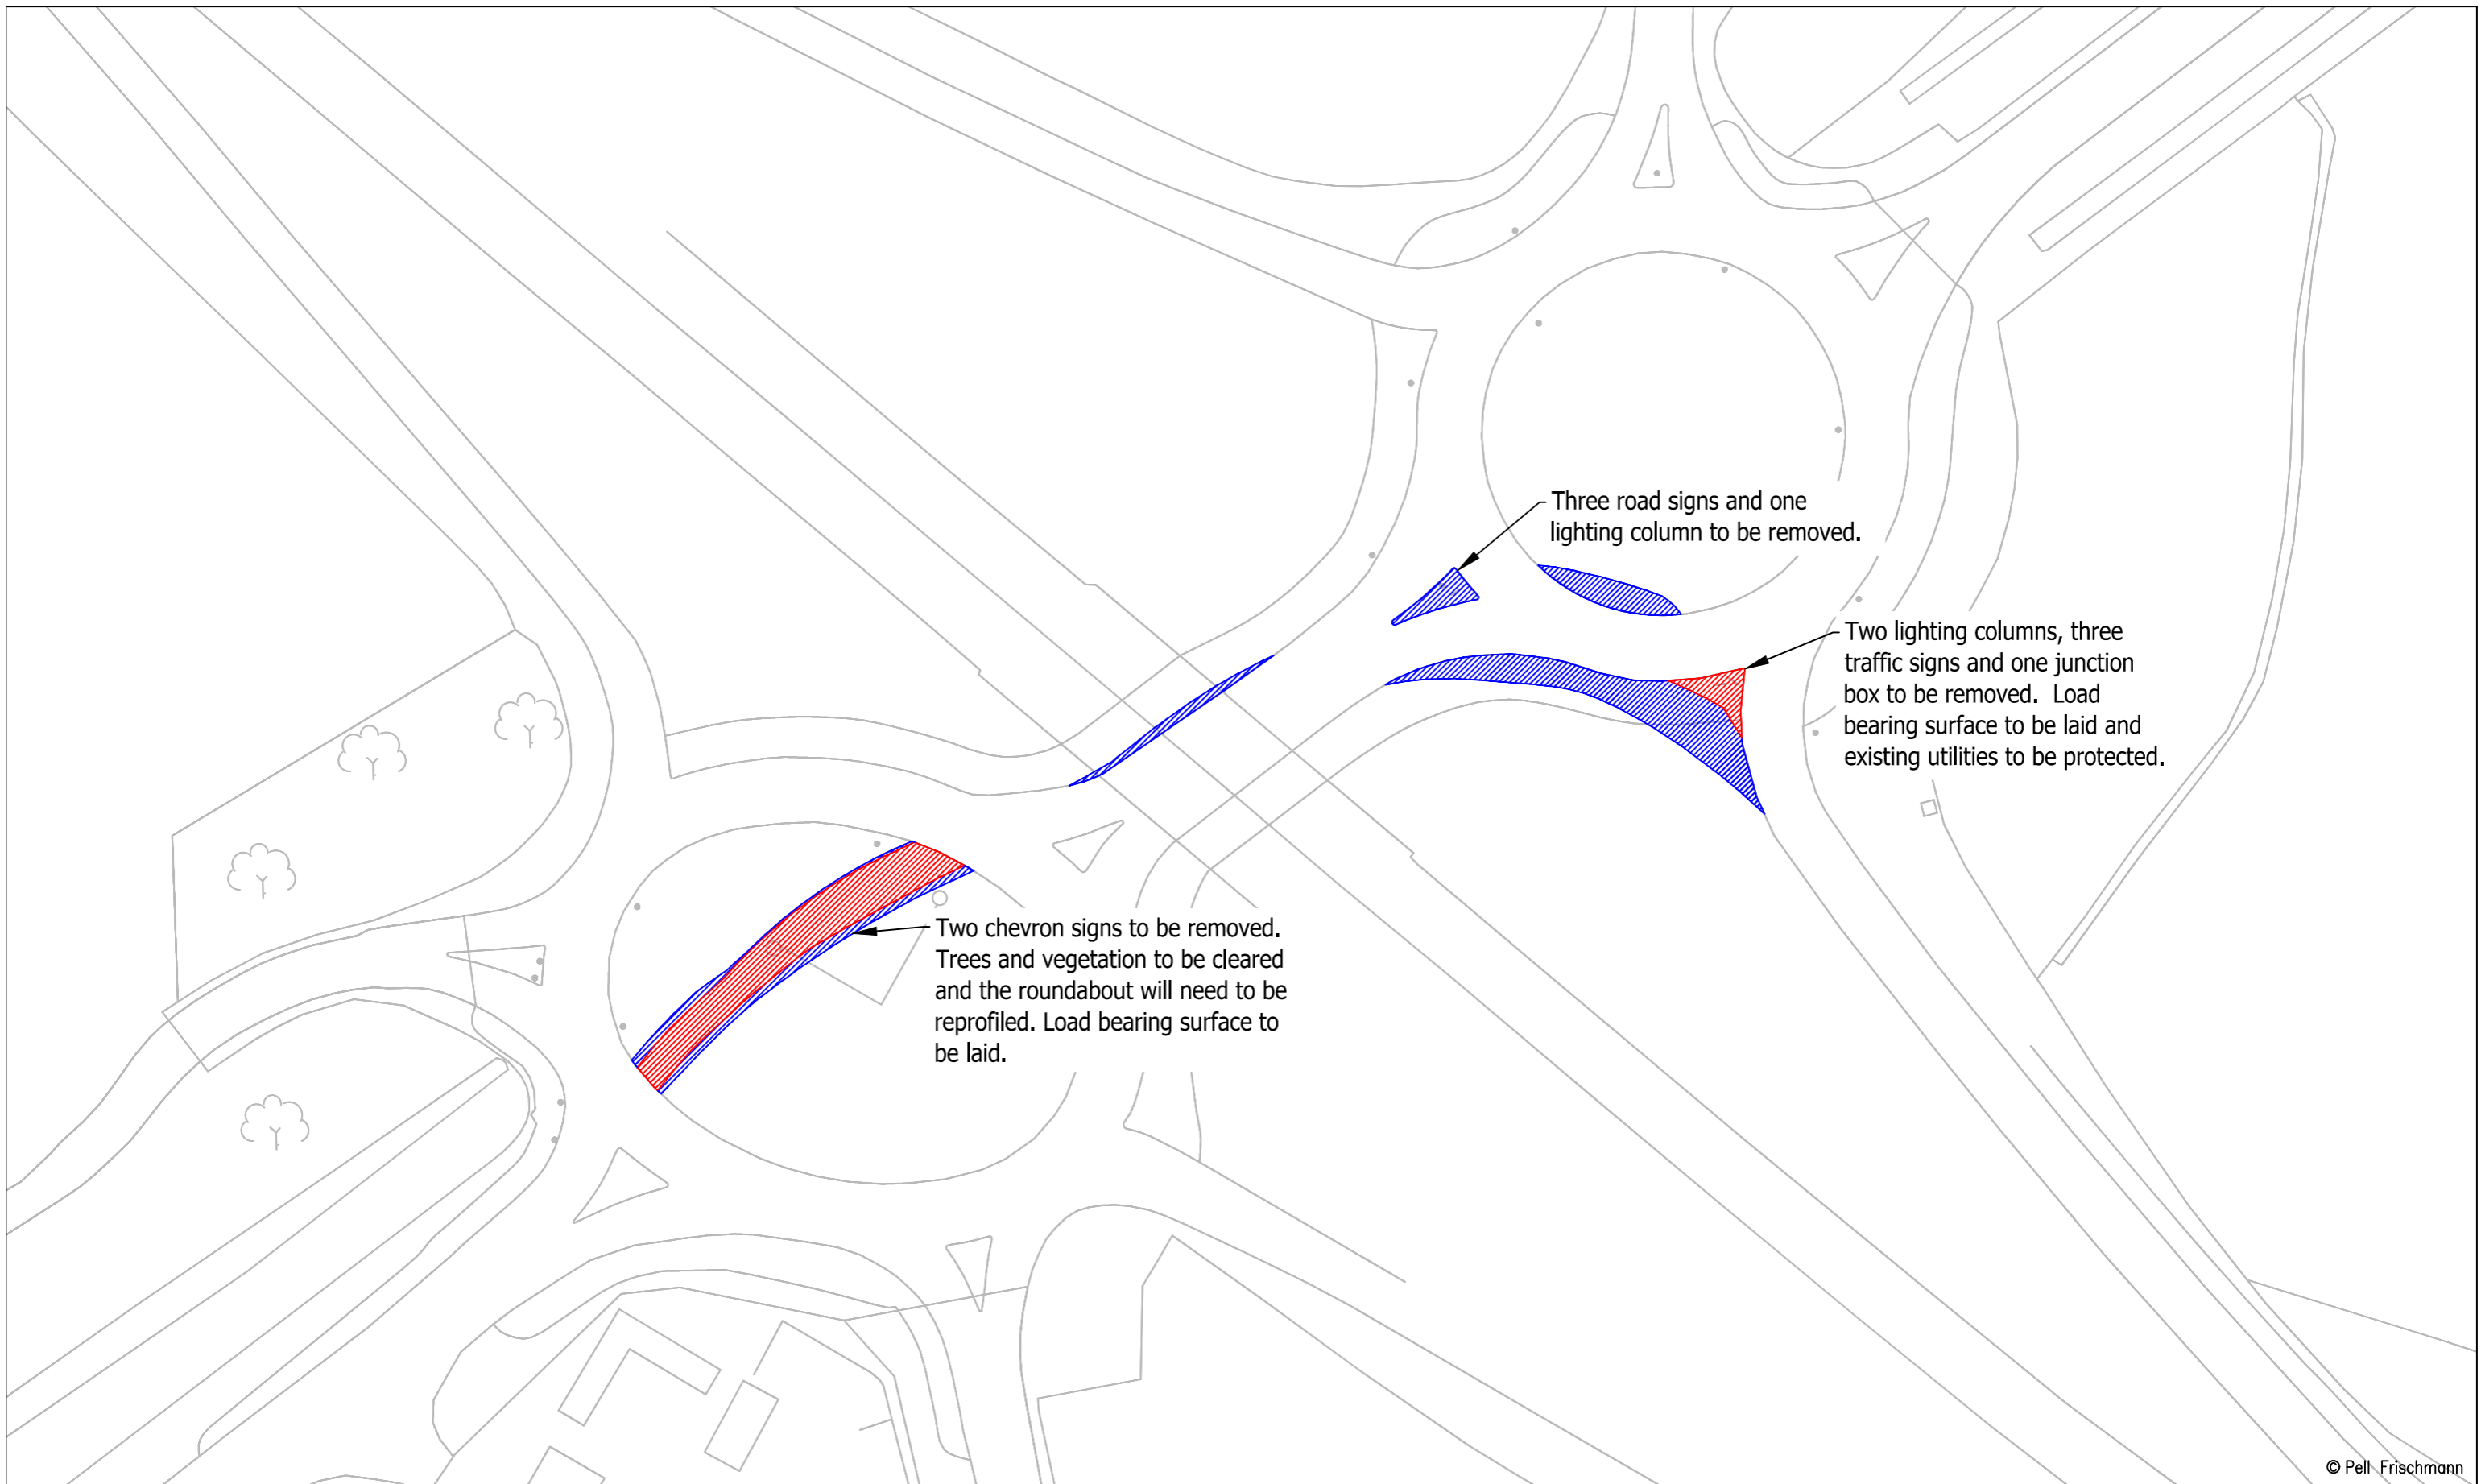 Three road signs and one
lighting column to be removed.
Two lighting columns, three
traffic signs and one junction
box to be removed.  Load
bearing surface to be laid and
existing utilities to be protected.
Two chevron signs to be removed.
Trees and vegetation to be cleared
and the roundabout will need to be
reprofiled. Load bearing surface to
be laid.
© Pell Frischmann